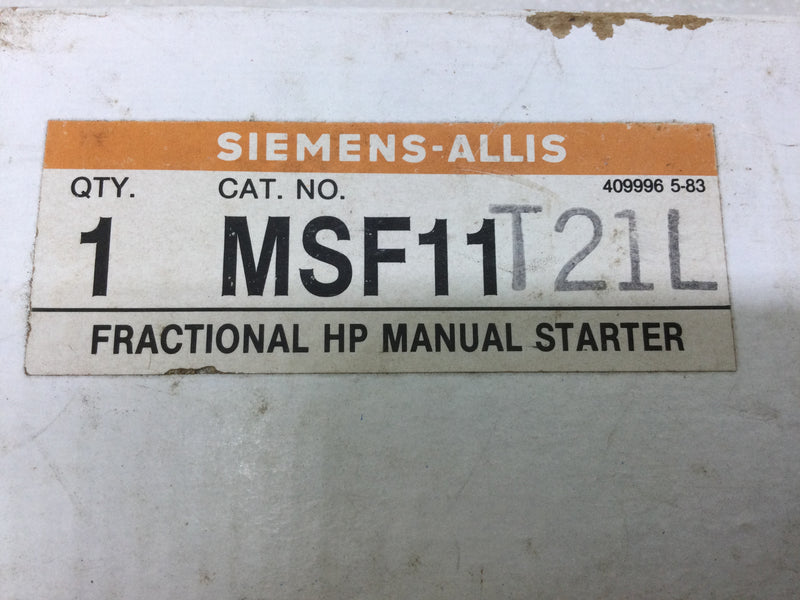 SIEMENS-ALLIS
QTY. CAT. NO. 409996 5-83
1 MSF11T21L
FRACTIONAL HP MANUAL STARTER